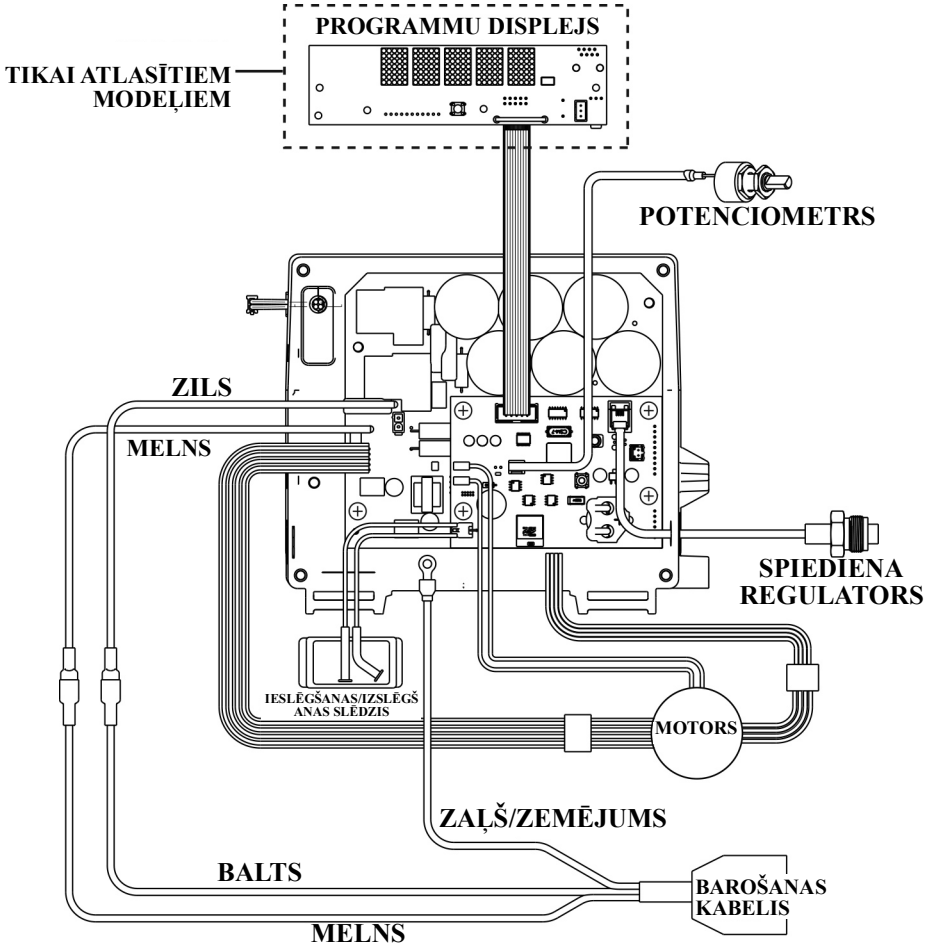 PROGRAMMU DISPLEJS
TIKAI ATLASĪTIEM
MODEĻIEM
POTENCIOMETRS
ZILS
MELNS
SPIEDIENA
REGULATORS
IESLĒGŠANAS/IZSLĒGŠ
ANAS SLĒDZIS
MOTORS
ZAĻŠ/ZEMĒJUMS
BALTS
BAROŠANAS
KABELIS
MELNS